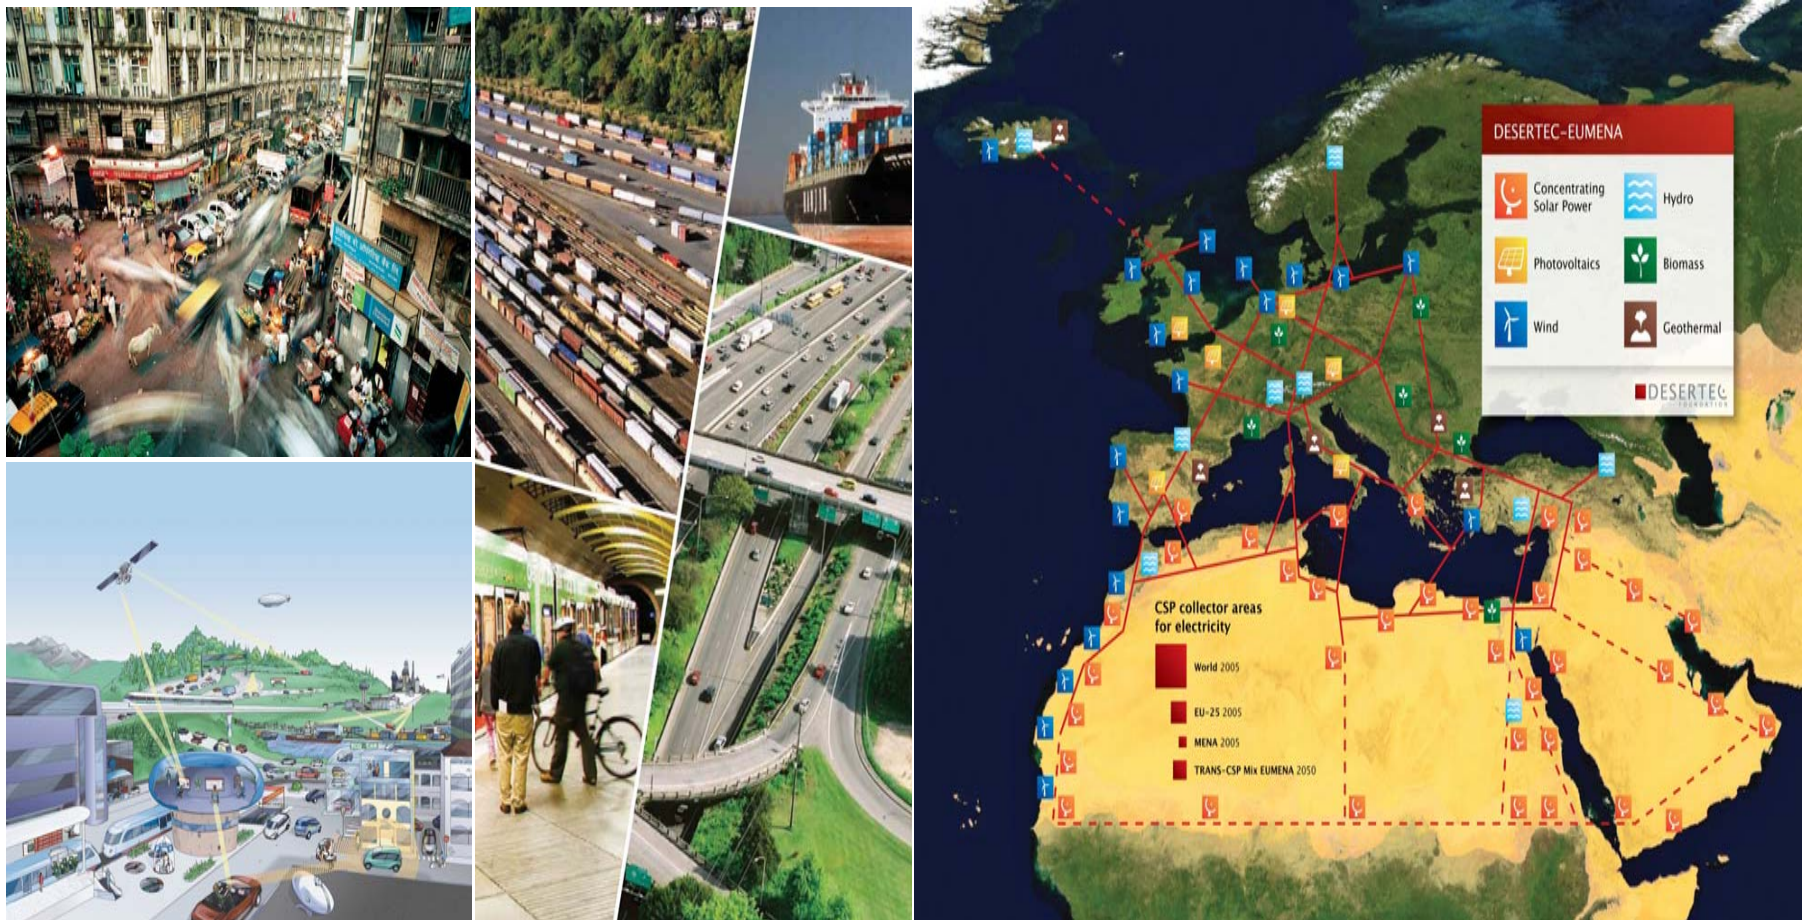 DESERTEC-EUMENA
Concentrating
Solar Power
Hydro
Photovoltaics
Biomass
Wind
Geothermal
DESERTEC
FOUNDATION
CSP collector areas
for electricity
World 2005
EU-25 2005
MENA 2005
TRANS-CSP Mix EUMENA 2050